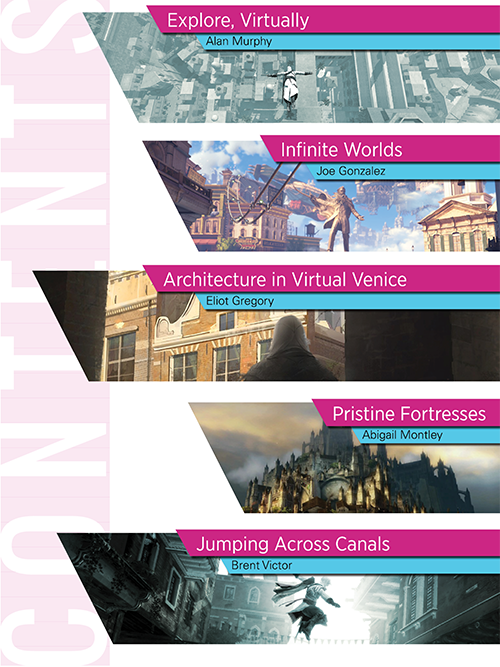 CONTENTS
Explore, Virtually
Alan Murphy
Infinite Worlds
Joe Gonzalez
Architecture in Virtual Venice
Eliot Gregory
Pristine Fortresses
Abigail Montley
Jumping Across Canals
Brent Victor